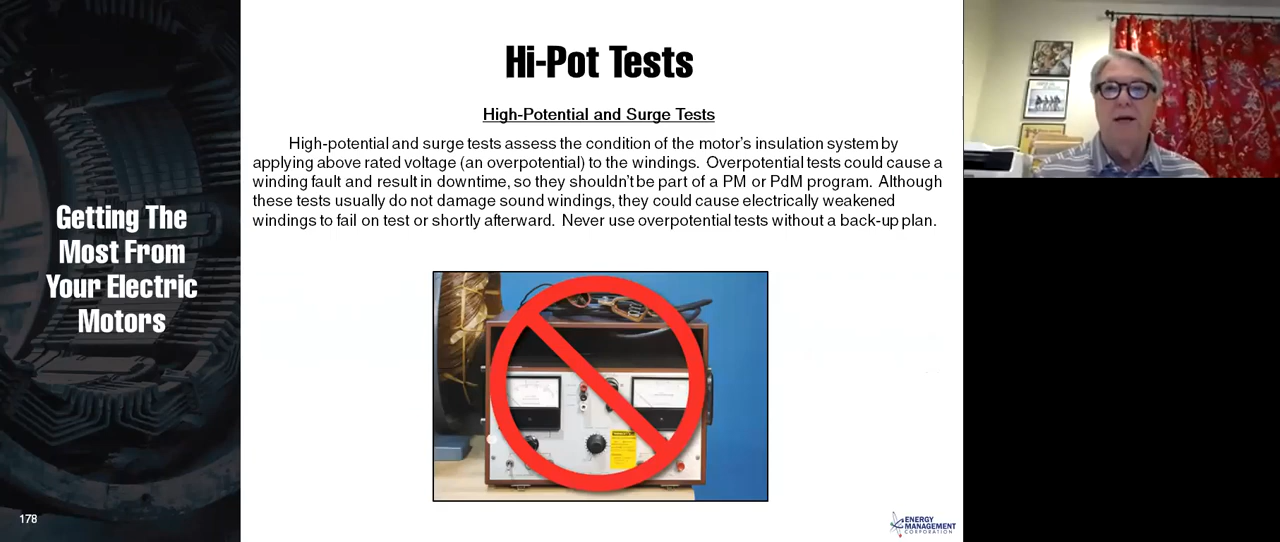 Hi-Pot Tests
High-Potential and Surge Tests
High-potential and surge tests assess the condition of the motor's insulation system by
applying above rated voltage (an overpotential) to the windings. Overpotential tests could cause a
winding fault and result in downtime, so they shouldn't be part of a PM or PdM program. Although
these tests usually do not damage sound windings, they could cause electrically weakened
windings to fail on test or shortly afterward. Never use overpotential tests without a back-up plan.
Getting The
Most From
Your Electric
Motors
178
ENERGY
MANAGEMENT
CORPORATION